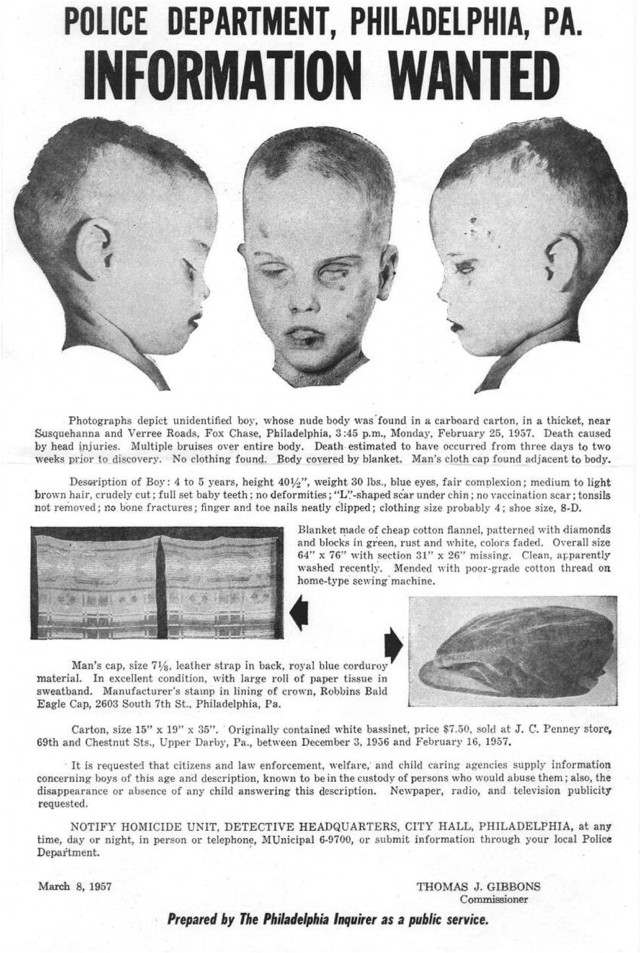 POLICE DEPARTMENT, PHILADELPHIA, PA.
INFORMATION WANTED
Photographs depict unidentified boy, whose nude body was found in a carboard carton, in a thicket, near
Susquehanna and Verree Roads, Fox Chase, Philadelphia, 3:45 p.m., Monday, February 25, 1957. Death caused
by head injuries. Multiple bruises over entire body. Death estimated to have occurred from three days to two
weeks prior to discovery. No clothing found. Body covered by blanket. Man's cloth cap found adjacent to body.
Description of Boy: 4 to 5 years, height 40½", weight 30 lbs., blue eyes, fair complexion; medium to light
brown hair, crudely cut; full set baby teeth; no deformities; "L"-shaped scar under chin; no vaccination scar; tonsils
not removed; no bone fractures; finger and toe nails neatly clipped; clothing size probably 4; shoe size, 8-D.
Blanket made of cheap cotton flannel, patterned with diamonds
and blocks in green, rust and white, colors faded. Overall size
64" x 76" with section 31" x 26" missing. Clean, apparently
washed recently. Mended with poor-grade cotton thread on
home-type sewing machine.
Man's cap, size 7⅛, leather strap in back, royal blue corduroy
material. In excellent condition, with large roll of paper tissue in
sweatband. Manufacturer's stamp in lining of crown, Robbins Bald
Eagle Cap, 2603 South 7th St., Philadelphia, Pa.
Carton, size 15" x 19" x 35". Originally contained white bassinet, price $7.50, sold at J. C. Penney store,
69th and Chestnut Sts., Upper Darby, Pa., between December 3, 1956 and February 16, 1957.
It is requested that citizens and law enforcement, welfare, and child caring agencies supply information
concerning boys of this age and description, known to be in the custody of persons who would abuse them; also, the
disappearance or absence of any child answering this description. Newpaper, radio, and television publicity
requested.
NOTIFY HOMICIDE UNIT, DETECTIVE HEADQUARTERS, CITY HALL, PHILADELPHIA, at any
time, day or night, in person or telephone, MUnicipal 6-9700, or submit information through your local Police
Department.
March 8, 1957
THOMAS J. GIBBONS
Commissioner
Prepared by The Philadelphia Inquirer as a public service.